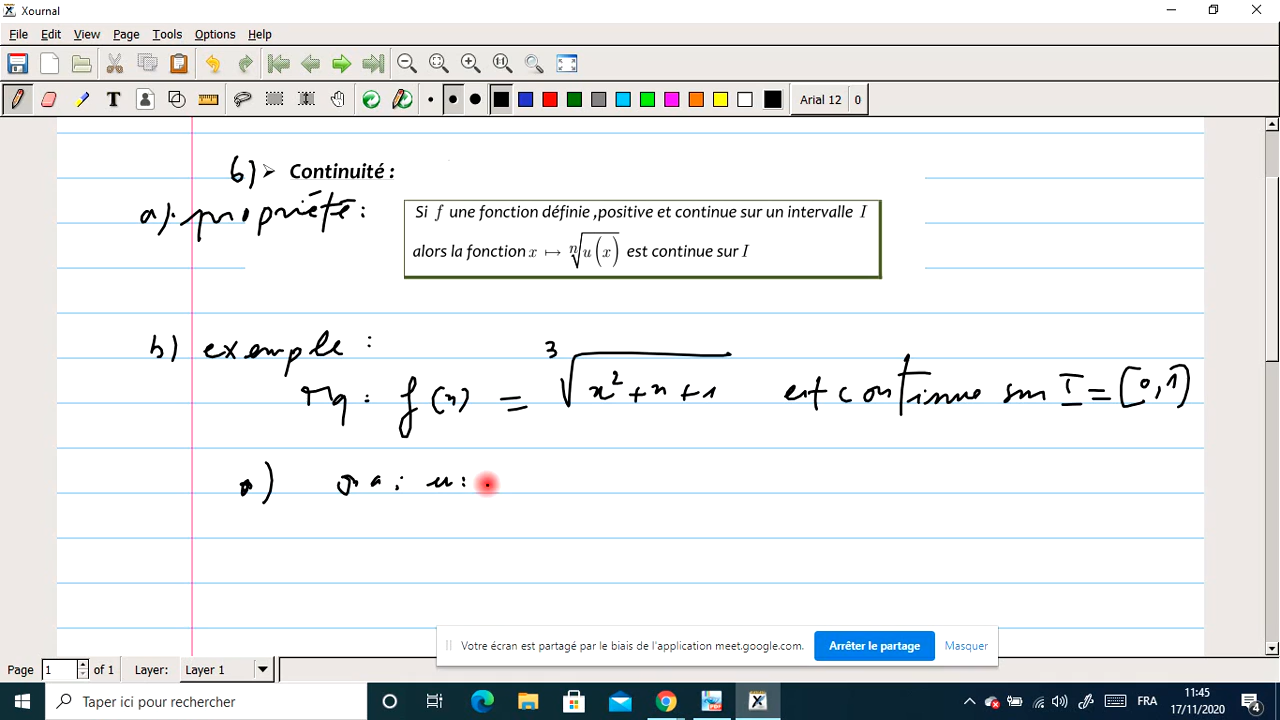 Xournal
File Edit View Page Tools Options Help
Arial 12 0
6) ➢ Continuité :
a). propriété :
Si f une fonction définie ,positive et continue sur un intervalle I
alors la fonction x ↦ ⁿ√u(x) est continue sur I
b) exemple :
Mq : f(x) = ³√x²+x+1 est continue sur I = [0,1]
•) on a ; u :
Votre écran est partagé par le biais de l'application meet.google.com. Arrêter le partage Masquer
Page 1 of 1 Layer: Layer 1
Taper ici pour rechercher
FRA
11:45
17/11/2020
4